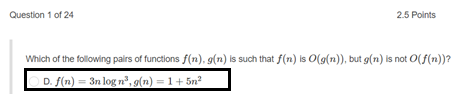 Question 1 of 24 2.5 Points
Which of the following pairs of functions f(n), g(n) is such that f(n) is O(g(n)), but g(n) is not O(f(n))?
D. f(n) = 3n log n³, g(n) = 1 + 5n²